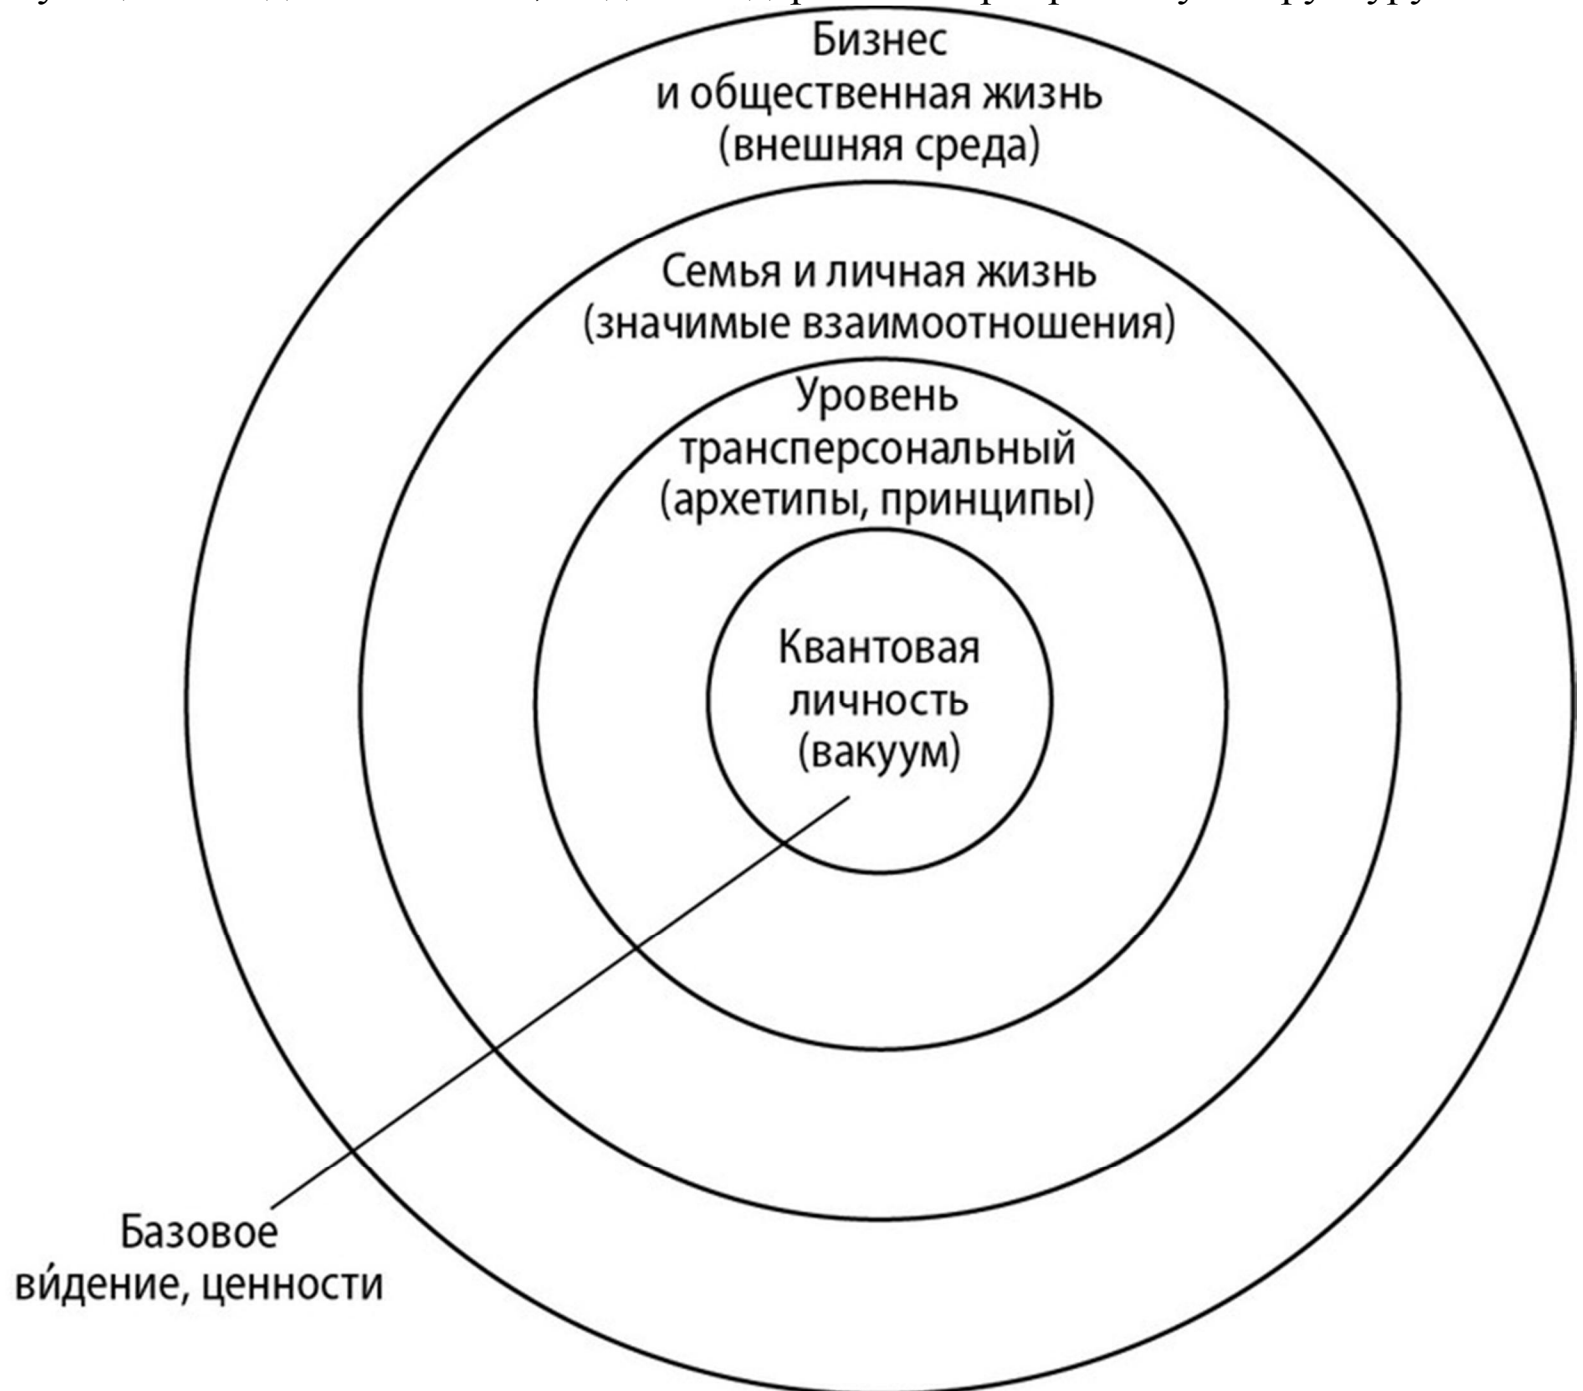 Бизнес
и общественная жизнь
(внешняя среда)
Семья и личная жизнь
(значимые взаимоотношения)
Уровень
трансперсональный
(архетипы, принципы)
Квантовая
личность
(вакуум)
Базовое
ви́дение, ценности